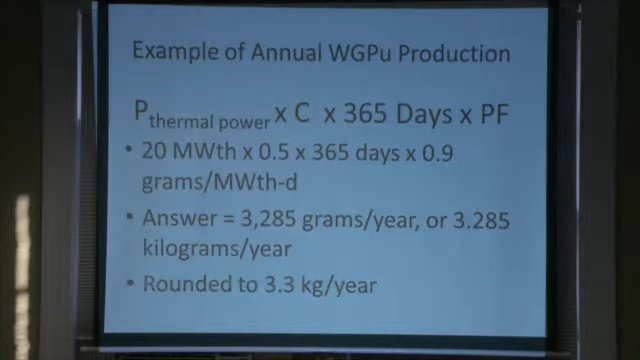 Example of Annual WGPu Production
P thermal power x C x 365 Days x PF
• 20 MWth x 0.5 x 365 days x 0.9
grams/MWth-d
• Answer = 3,285 grams/year, or 3.285
kilograms/year
• Rounded to 3.3 kg/year